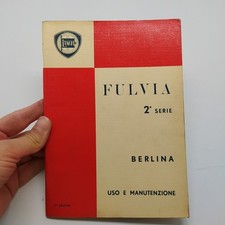 FULVIA
2ª SERIE
BERLINA
USO E MANUTENZIONE